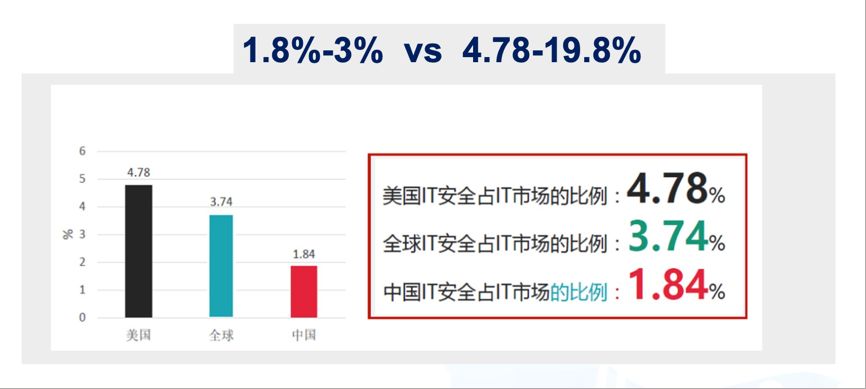 1.8%-3% vs 4.78-19.8%
6
5
4
3
2
1
0
%
4.78
3.74
1.84
美国
全球
中国
美国IT安全占IT市场的比例：4.78%
全球IT安全占IT市场的比例：3.74%
中国IT安全占IT市场的比例：1.84%